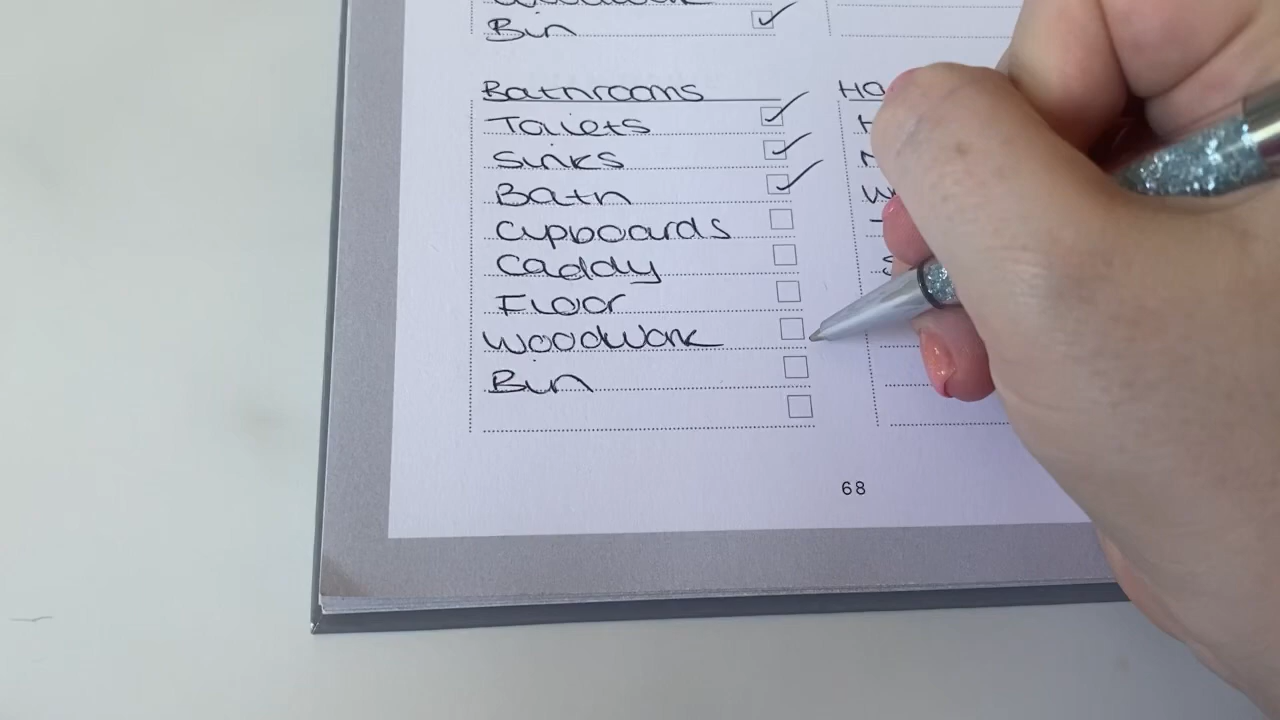 Bin
Bathrooms
Toilets
Sinks
Bath
Cupboards
Caddy
Floor
Woodwork
Bin
68